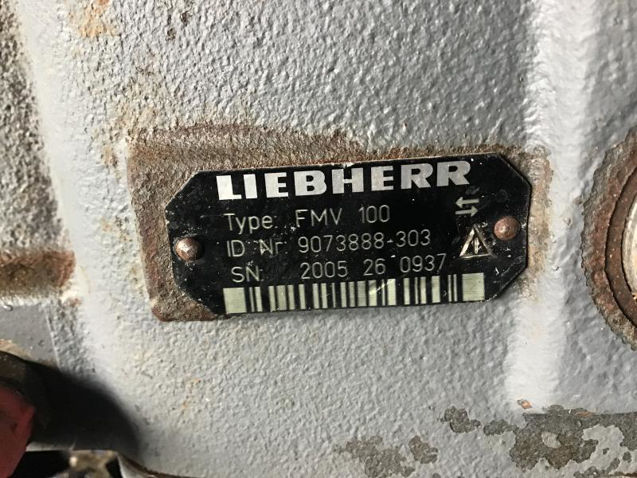 LIEBHERR
Type: FMV 100
ID Nr. 9073888-303
SN: 2005 26 0937